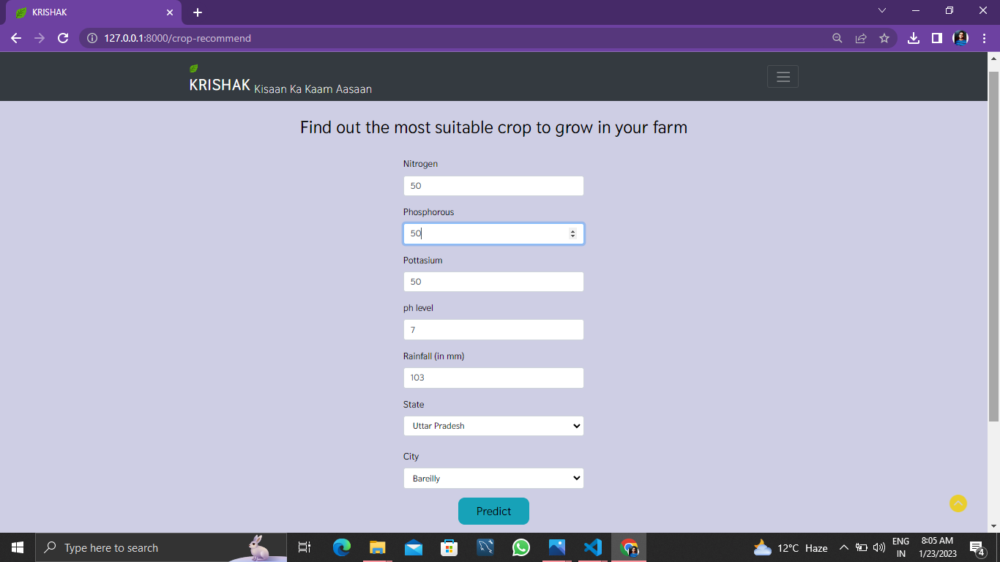 KRISHAK
127.0.0.1:8000/crop-recommend
KRISHAK Kisaan Ka Kaam Aasaan
Find out the most suitable crop to grow in your farm
Nitrogen
50
Phosphorous
50
Pottasium
50
ph level
7
Rainfall (in mm)
103
State
Uttar Pradesh
City
Bareilly
Predict
Type here to search
12°C Haze
ENG
IN
8:05 AM
1/23/2023
4